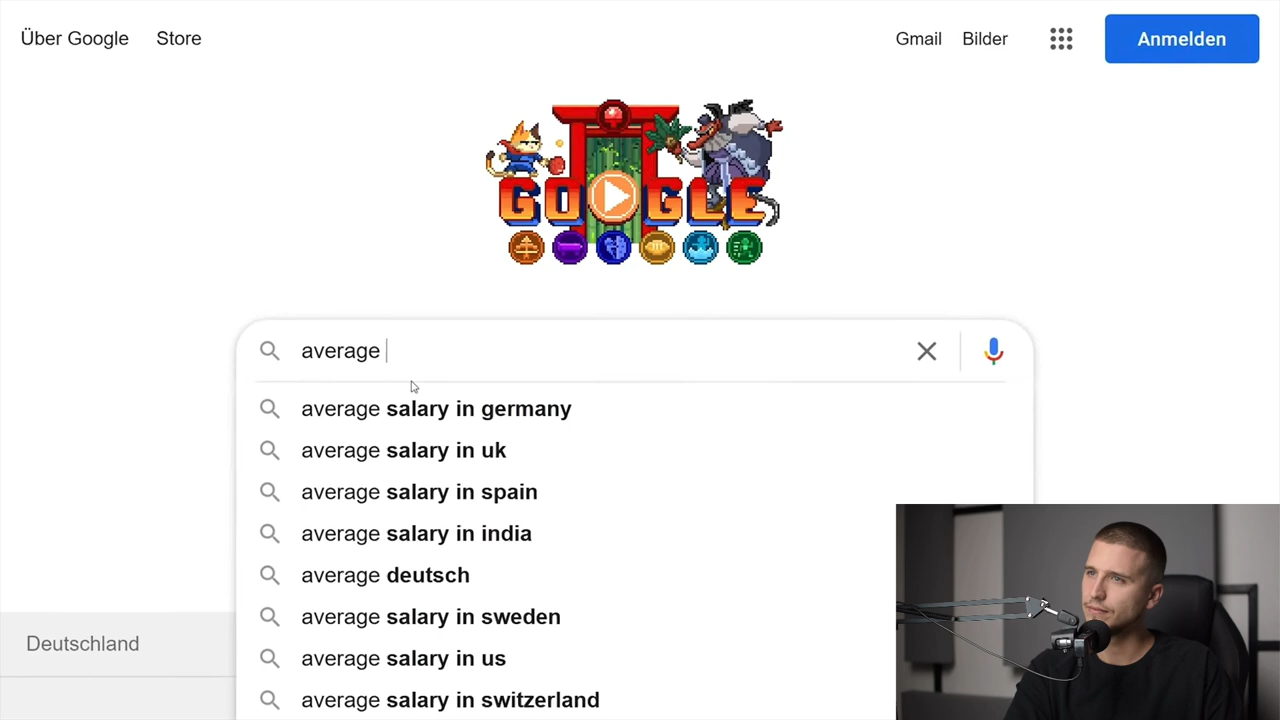 Über Google Store
Gmail Bilder Anmelden
GOOGLE
average
average salary in germany
average salary in uk
average salary in spain
average salary in india
average deutsch
average salary in sweden
average salary in us
average salary in switzerland
Deutschland